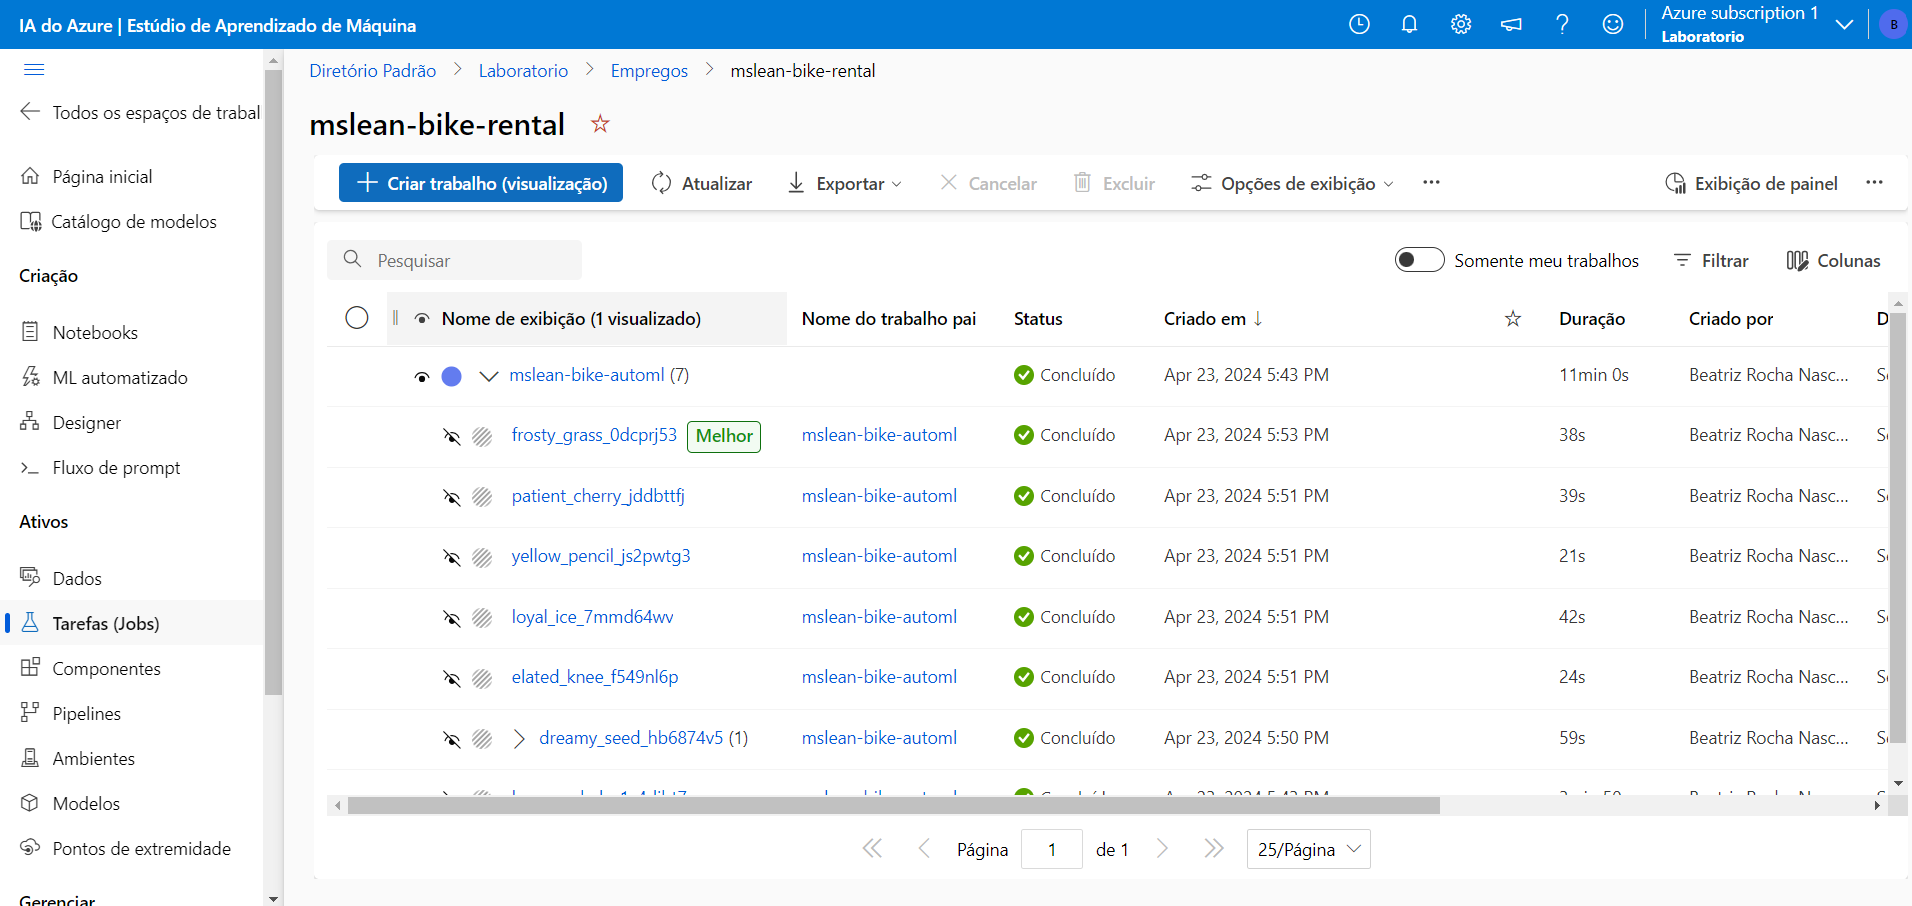 IA do Azure | Estúdio de Aprendizado de Máquina
Azure subscription 1
Laboratorio
B
Todos os espaços de trabal
Página inicial
Catálogo de modelos
Criação
Notebooks
ML automatizado
Designer
Fluxo de prompt
Ativos
Dados
Tarefas (Jobs)
Componentes
Pipelines
Ambientes
Modelos
Pontos de extremidade
Gerenciar
Diretório Padrão > Laboratorio > Empregos > mslean-bike-rental
mslean-bike-rental
Criar trabalho (visualização) Atualizar Exportar Cancelar Excluir Opções de exibição ... Exibição de painel ...
Pesquisar Somente meu trabalhos Filtrar Colunas
Nome de exibição (1 visualizado) Nome do trabalho pai Status Criado em ↓ Duração Criado por D
mslean-bike-automl (7) Concluído Apr 23, 2024 5:43 PM 11min 0s Beatriz Rocha Nasc...
frosty_grass_0dcprj53 Melhor mslean-bike-automl Concluído Apr 23, 2024 5:53 PM 38s Beatriz Rocha Nasc...
patient_cherry_jddbttfj mslean-bike-automl Concluído Apr 23, 2024 5:51 PM 39s Beatriz Rocha Nasc...
yellow_pencil_js2pwtg3 mslean-bike-automl Concluído Apr 23, 2024 5:51 PM 21s Beatriz Rocha Nasc...
loyal_ice_7mmd64wv mslean-bike-automl Concluído Apr 23, 2024 5:51 PM 42s Beatriz Rocha Nasc...
elated_knee_f549nl6p mslean-bike-automl Concluído Apr 23, 2024 5:51 PM 24s Beatriz Rocha Nasc...
dreamy_seed_hb6874v5 (1) mslean-bike-automl Concluído Apr 23, 2024 5:50 PM 59s Beatriz Rocha Nasc...
Página 1 de 1 25/Página